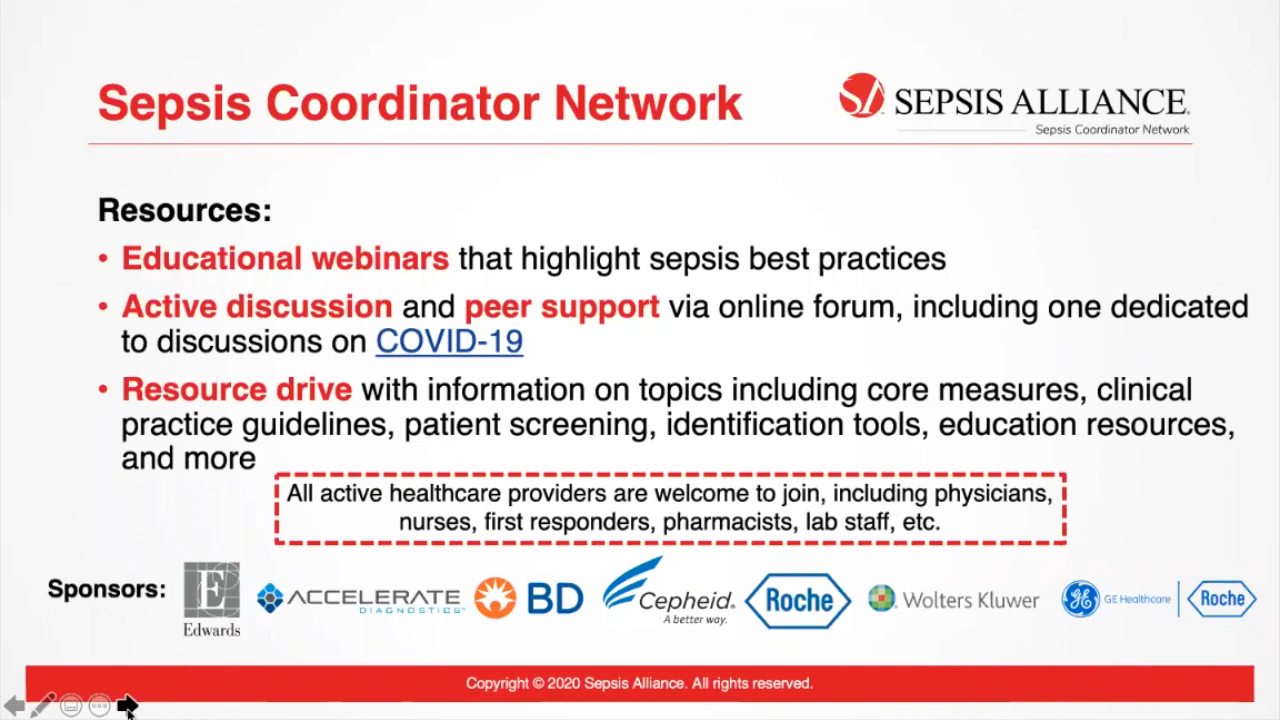 Sepsis Coordinator Network
SEPSIS ALLIANCE
Sepsis Coordinator Network
Resources:
• Educational webinars that highlight sepsis best practices
• Active discussion and peer support via online forum, including one dedicated
to discussions on COVID-19
• Resource drive with information on topics including core measures, clinical
practice guidelines, patient screening, identification tools, education resources,
and more
All active healthcare providers are welcome to join, including physicians,
nurses, first responders, pharmacists, lab staff, etc.
Sponsors:
E
Edwards
ACCELERATE
DIAGNOSTICS™
BD
Cepheid.
A better way.
Roche
Wolters Kluwer
GE GE Healthcare
Roche
Copyright © 2020 Sepsis Alliance. All rights reserved.